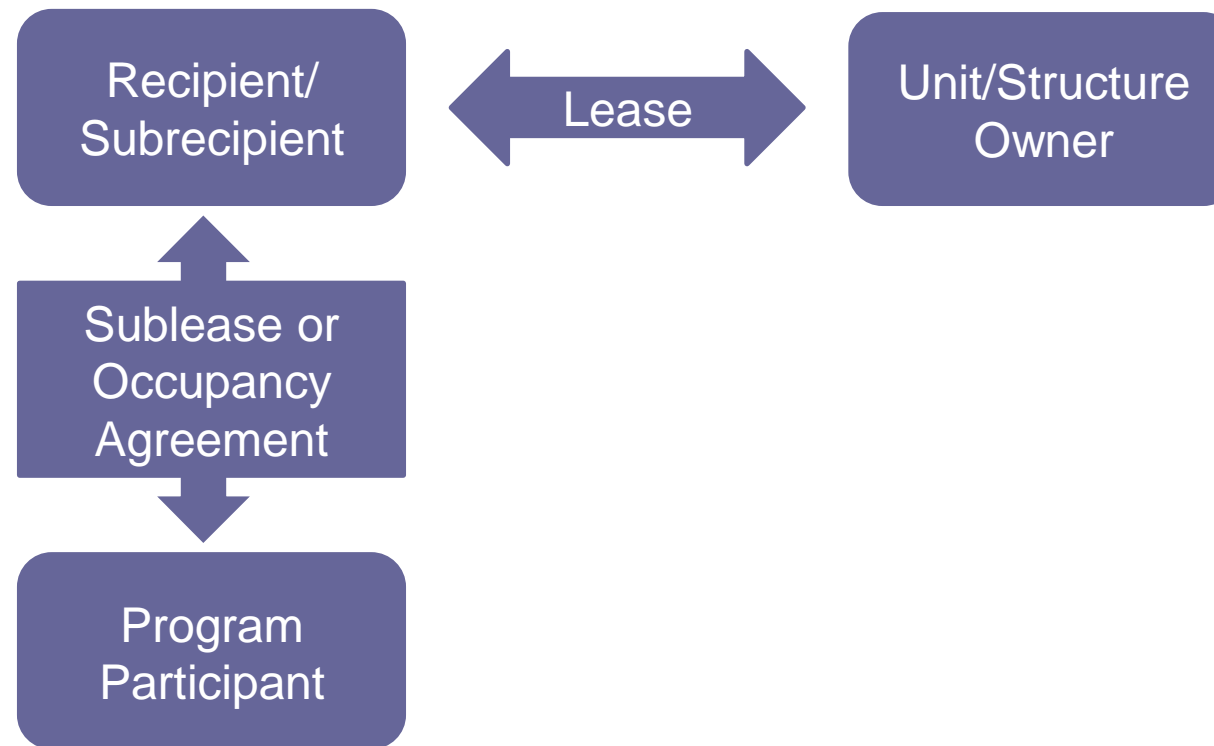 Recipient/
Subrecipient
Lease
Unit/Structure
Owner
Sublease or
Occupancy
Agreement
Program
Participant